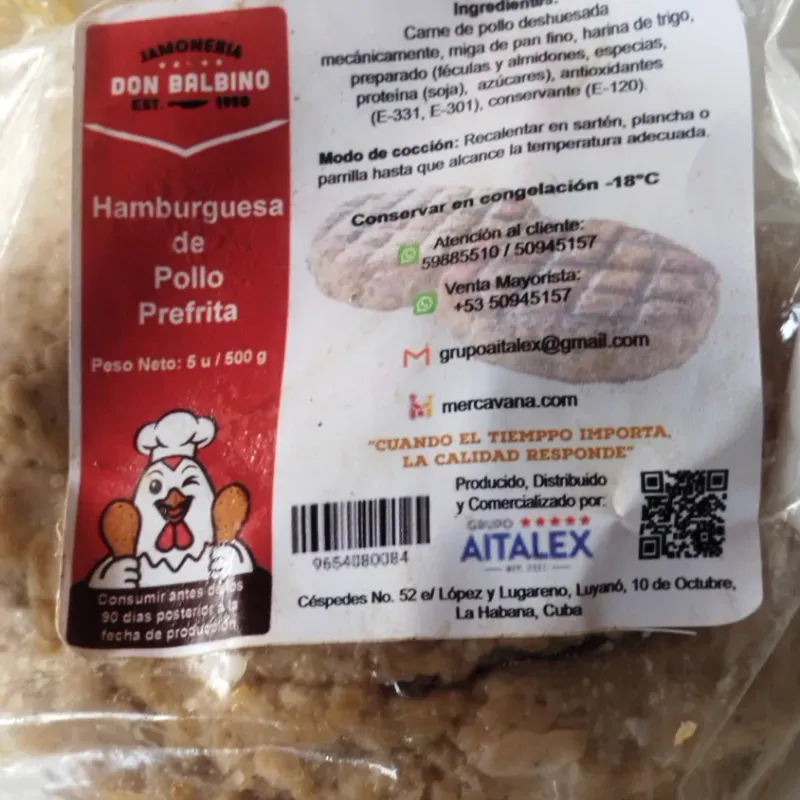 JAMONERIA
DON BALBINO
EST. 1990
Hamburguesa
de
Pollo
Prefrita
Peso Neto: 5 u / 500 g
Consumir antes de los
90 dias posterior a la
fecha de producción,
Ingredientes:
Carne de pollo deshuesada
mecánicamente, miga de pan fino, harina de trigo,
preparado (féculas y almidones, especias,
proteína (soja), azúcares), antioxidantes
(E-331, E-301), conservante (E-120).
Modo de cocción: Recalentar en sartén, plancha o
parrilla hasta que alcance la temperatura adecuada.
Conservar en congelación -18°C
Atención al cliente:
59885510 / 50945157
Venta Mayorista:
+53 50945157
grupoaitalex@gmail.com
mercavana.com
"CUANDO EL TIEMPPO IMPORTA,
LA CALIDAD RESPONDE"
Producido, Distribuido
y Comercializado por:
GRUPO
AITALEX
9654080084
Céspedes No. 52 e/ López y Lugareno, Luyanó, 10 de Octubre,
La Habana, Cuba